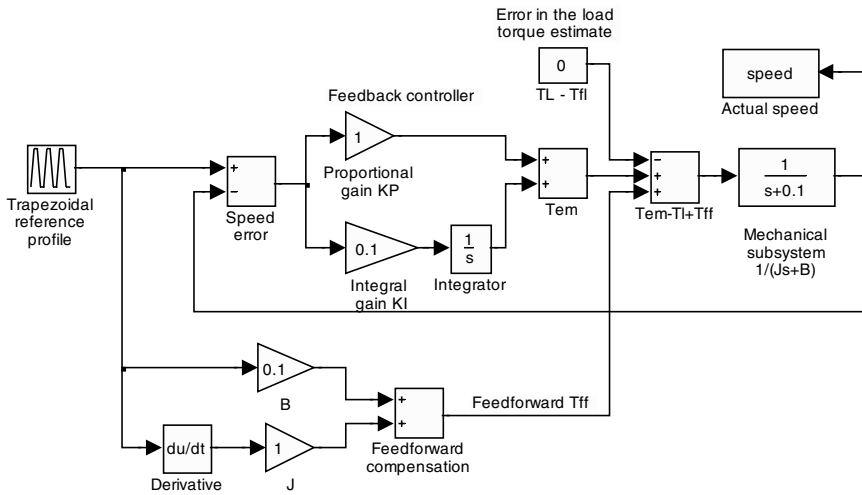 Error in the load
torque estimate
0
TL - Tfl
speed
Actual speed
Feedback controller
1
Proportional
gain KP
Trapezoidal
reference
profile
+
−
Speed
error
0.1
Integral
gain KI
1
s
Integrator
+
+
Tem
−
+
+
Tem-Tl+Tff
1
s+0.1
Mechanical
subsystem
1/(Js+B)
0.1
B
du/dt
Derivative
1
J
+
+
Feedforward
compensation
Feedforward Tff